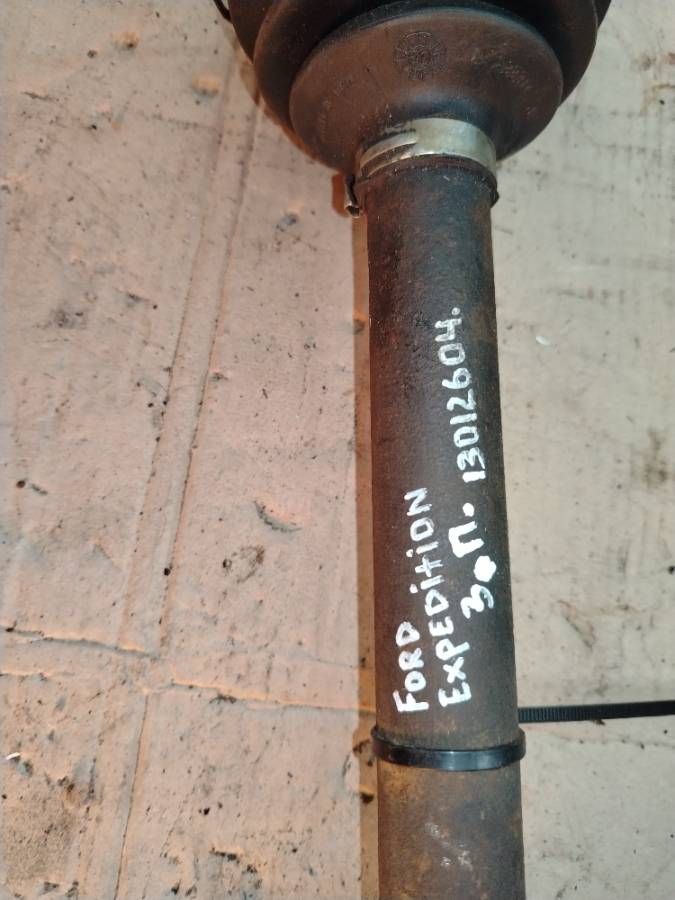 FORD
EXPEDITION
З.П. 13012604.